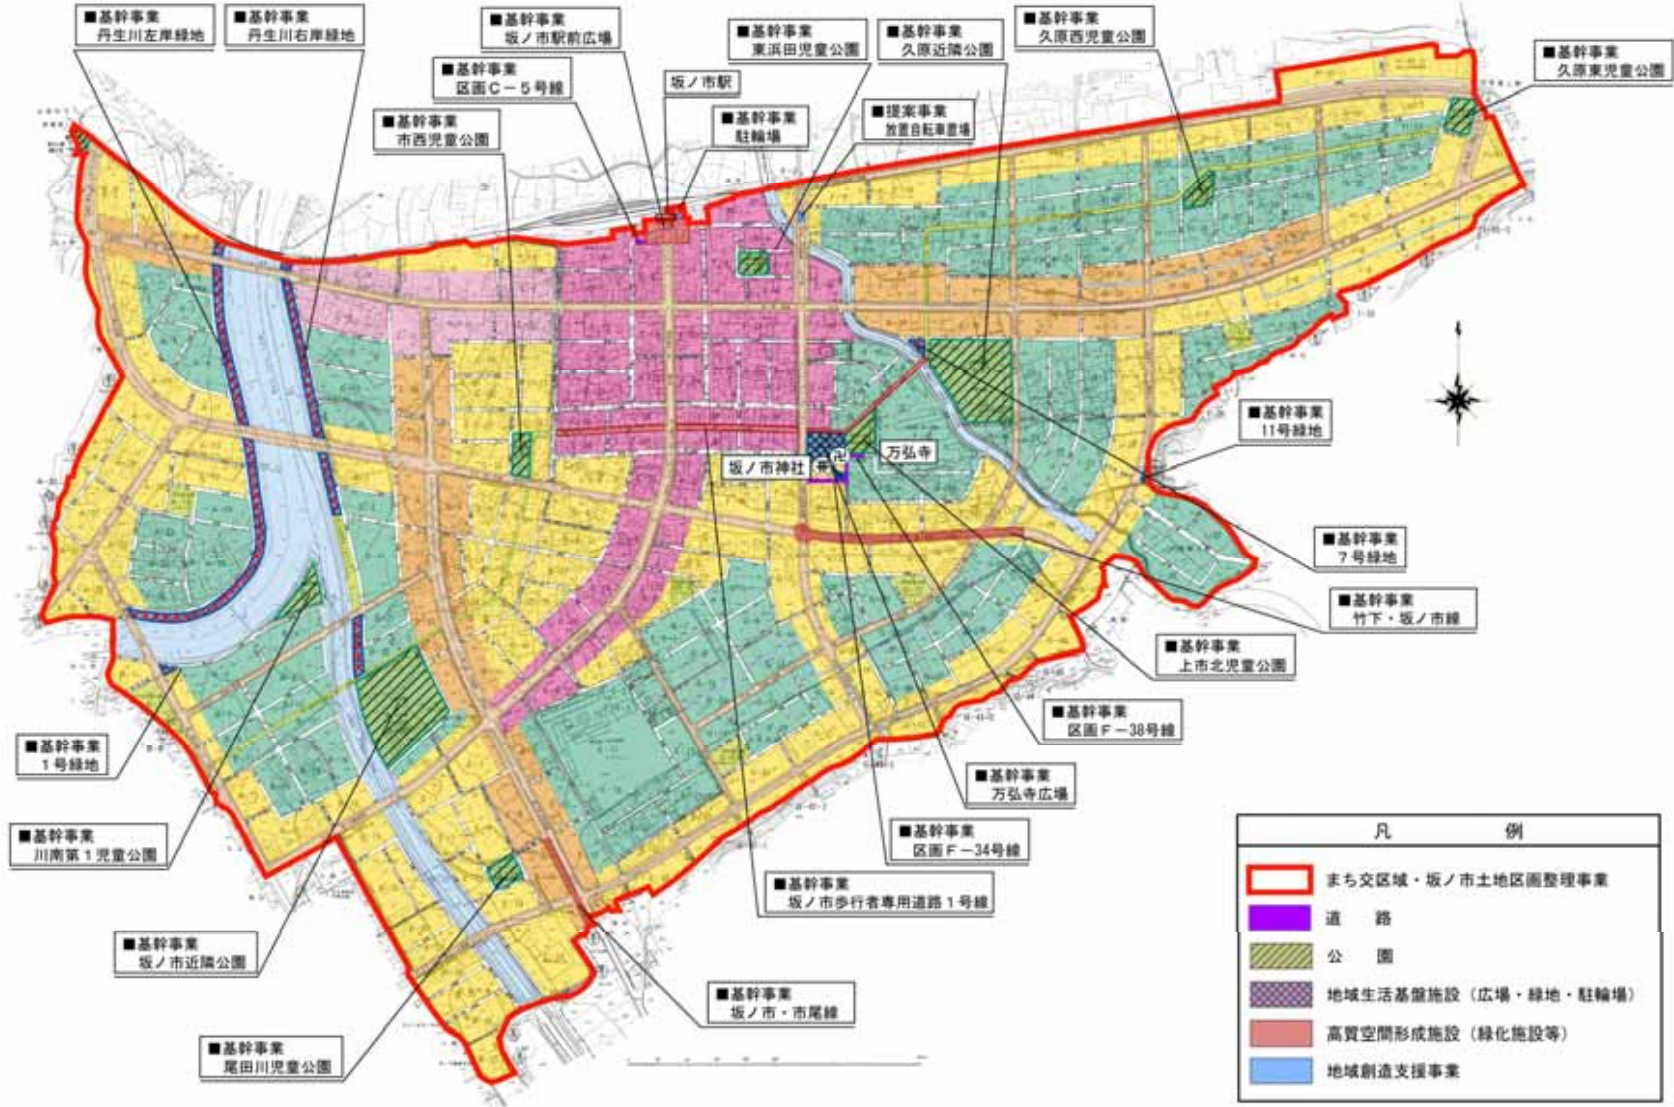 ■基幹事業
丹生川左岸緑地
■基幹事業
丹生川右岸緑地
■基幹事業
坂ノ市駅前広場
■基幹事業
区画C－5号線
坂ノ市駅
■基幹事業
東浜田児童公園
■基幹事業
久原近隣公園
■基幹事業
久原西児童公園
■基幹事業
久原東児童公園
■基幹事業
市西児童公園
■基幹事業
駐輪場
■提案事業
放置自転車置場
■基幹事業
11号緑地
坂ノ市神社
万弘寺
■基幹事業
7号緑地
■基幹事業
竹下・坂ノ市線
■基幹事業
上市北児童公園
■基幹事業
区画F－38号線
■基幹事業
万弘寺広場
■基幹事業
区画F－34号線
■基幹事業
坂ノ市歩行者専用道路1号線
■基幹事業
1号緑地
■基幹事業
川南第1児童公園
■基幹事業
坂ノ市近隣公園
■基幹事業
坂ノ市・市尾線
■基幹事業
尾田川児童公園
凡　例
まち交区域・坂ノ市土地区画整理事業
道　路
公　園
地域生活基盤施設（広場・緑地・駐輪場）
高質空間形成施設（緑化施設等）
地域創造支援事業